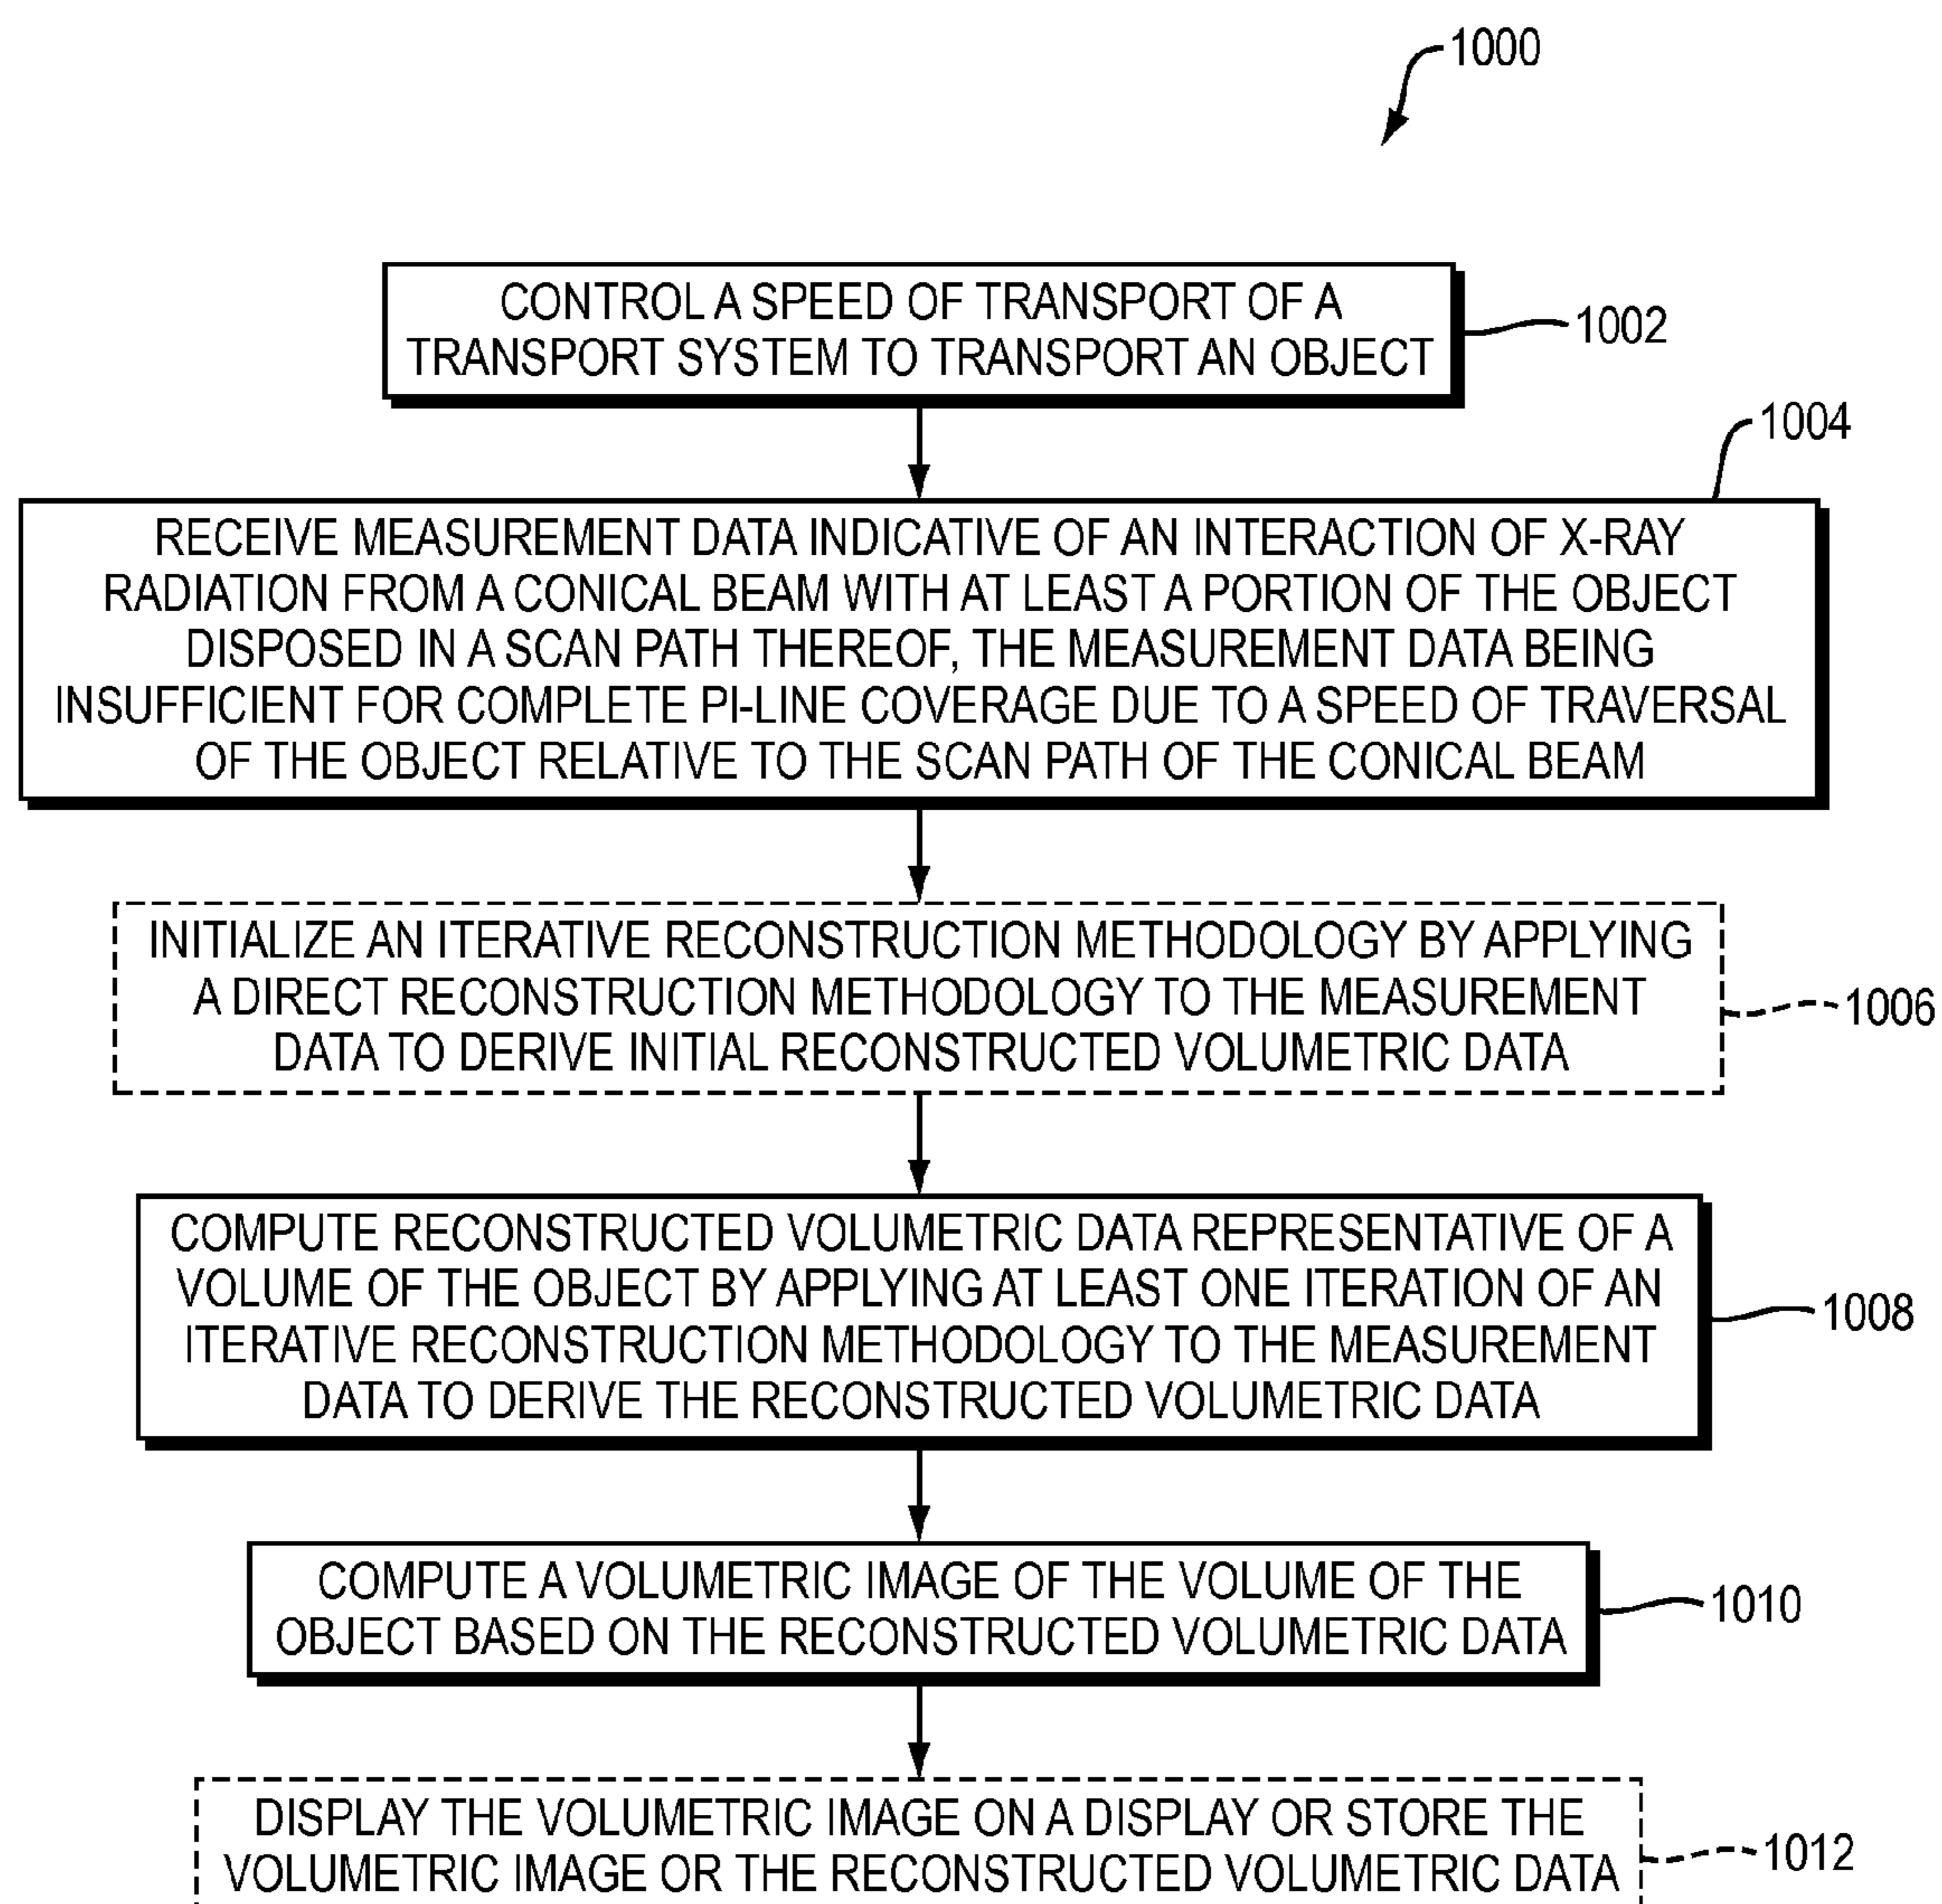 1000
CONTROL A SPEED OF TRANSPORT OF A
TRANSPORT SYSTEM TO TRANSPORT AN OBJECT
1002
1004
RECEIVE MEASUREMENT DATA INDICATIVE OF AN INTERACTION OF X-RAY
RADIATION FROM A CONICAL BEAM WITH AT LEAST A PORTION OF THE OBJECT
DISPOSED IN A SCAN PATH THEREOF, THE MEASUREMENT DATA BEING
INSUFFICIENT FOR COMPLETE PI-LINE COVERAGE DUE TO A SPEED OF TRAVERSAL
OF THE OBJECT RELATIVE TO THE SCAN PATH OF THE CONICAL BEAM
INITIALIZE AN ITERATIVE RECONSTRUCTION METHODOLOGY BY APPLYING
A DIRECT RECONSTRUCTION METHODOLOGY TO THE MEASUREMENT
DATA TO DERIVE INITIAL RECONSTRUCTED VOLUMETRIC DATA
1006
COMPUTE RECONSTRUCTED VOLUMETRIC DATA REPRESENTATIVE OF A
VOLUME OF THE OBJECT BY APPLYING AT LEAST ONE ITERATION OF AN
ITERATIVE RECONSTRUCTION METHODOLOGY TO THE MEASUREMENT
DATA TO DERIVE THE RECONSTRUCTED VOLUMETRIC DATA
1008
COMPUTE A VOLUMETRIC IMAGE OF THE VOLUME OF THE
OBJECT BASED ON THE RECONSTRUCTED VOLUMETRIC DATA
1010
DISPLAY THE VOLUMETRIC IMAGE ON A DISPLAY OR STORE THE
VOLUMETRIC IMAGE OR THE RECONSTRUCTED VOLUMETRIC DATA
1012